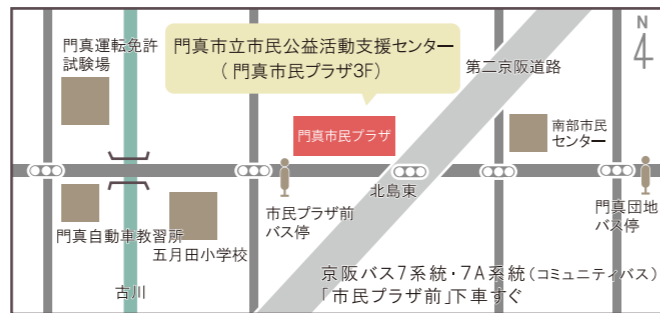 門真運転免許
試験場
門真市立市民公益活動支援センター
(門真市民プラザ3F)
第二京阪道路
N
門真市民プラザ
南部市民
センター
北島東
市民プラザ前
バス停
門真団地
バス停
門真自動車教習所
五月田小学校
古川
京阪バス7系統・7A系統(コミュニティバス)
「市民プラザ前」下車すぐ